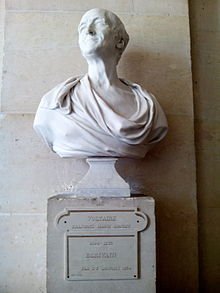 VOLTAIRE
FRANÇOIS MARIE AROUET
1694 - 1778
ECRIVAIN